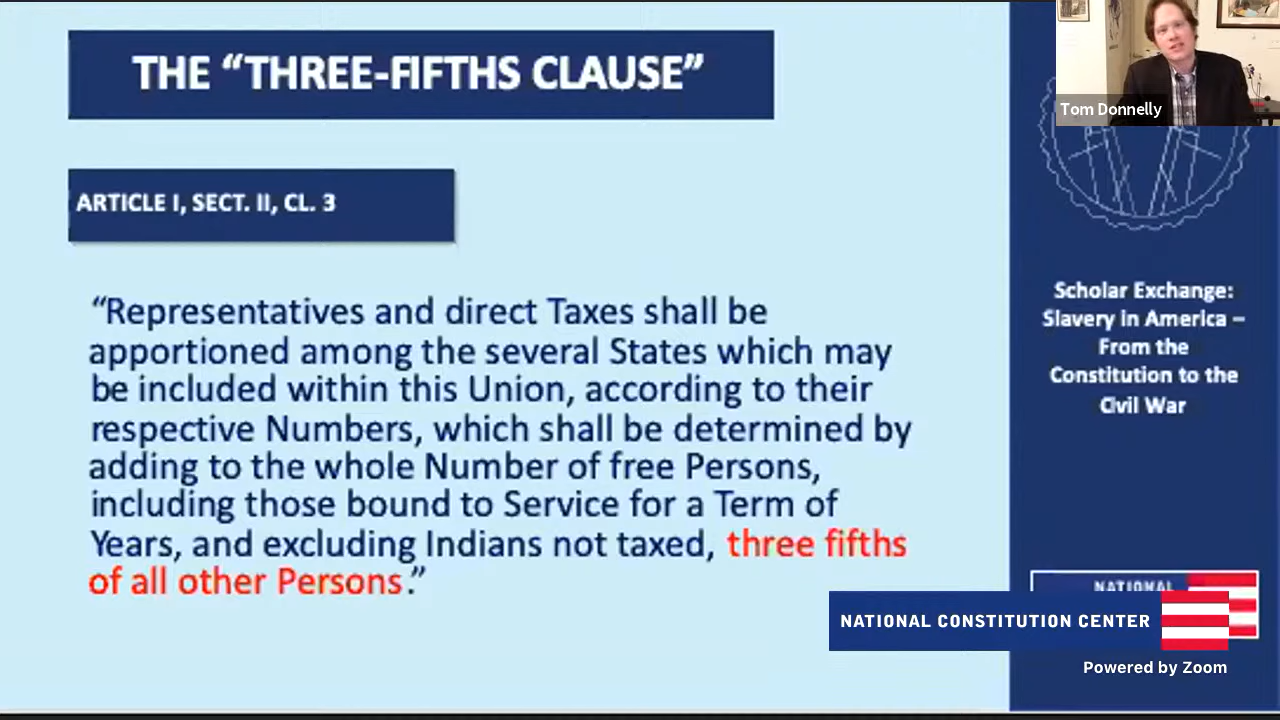 THE “THREE-FIFTHS CLAUSE”
ARTICLE I, SECT. II, CL. 3
“Representatives and direct Taxes shall be
apportioned among the several States which may
be included within this Union, according to their
respective Numbers, which shall be determined by
adding to the whole Number of free Persons,
including those bound to Service for a Term of
Years, and excluding Indians not taxed, three fifths
of all other Persons.”
Tom Donnelly
Scholar Exchange:
Slavery in America –
From the
Constitution to the
Civil War
NATIONAL
NATIONAL CONSTITUTION CENTER
Powered by Zoom